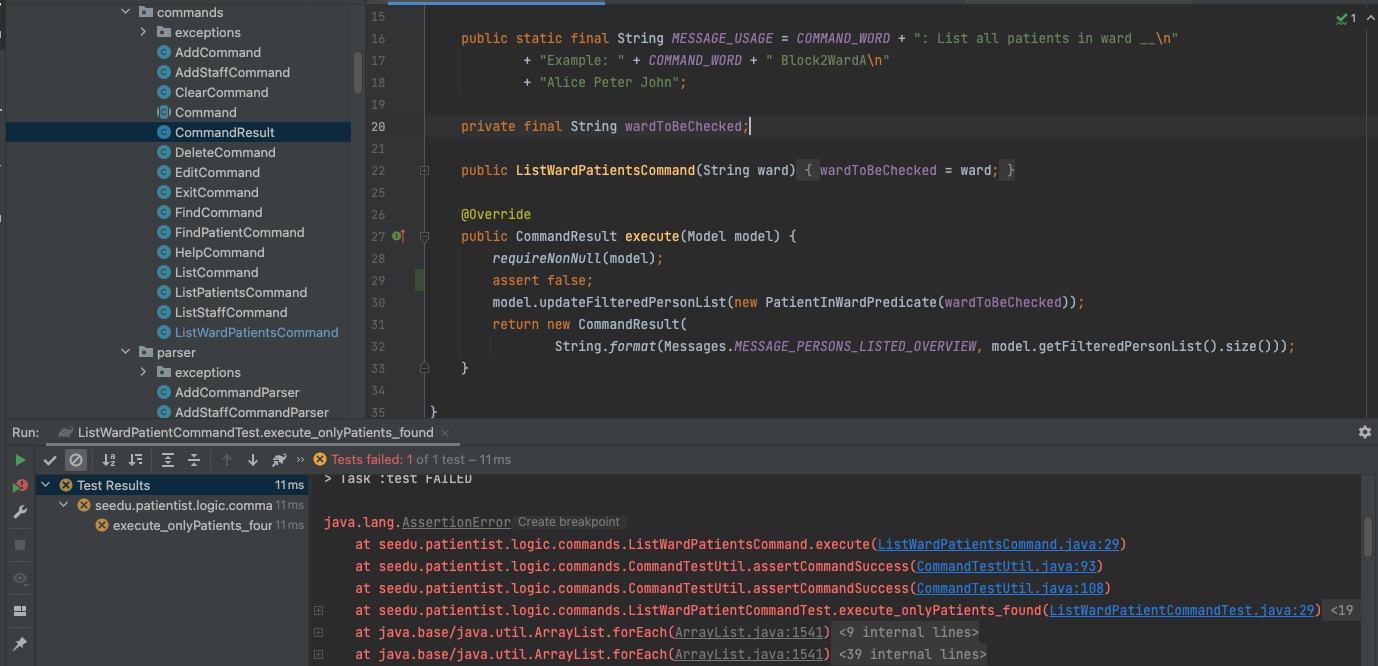 commands
exceptions
AddCommand
AddStaffCommand
ClearCommand
Command
CommandResult
DeleteCommand
EditCommand
ExitCommand
FindCommand
FindPatientCommand
HelpCommand
ListCommand
ListPatientsCommand
ListStaffCommand
ListWardPatientsCommand
parser
exceptions
AddCommandParser
AddStaffCommandParser
15
16 public static final String MESSAGE_USAGE = COMMAND_WORD + ": List all patients in ward __\n"
17 + "Example: " + COMMAND_WORD + " Block2WardA\n"
18 + "Alice Peter John";
19
20 private final String wardToBeChecked;
21
22 public ListWardPatientsCommand(String ward) { wardToBeChecked = ward; }
25
26 @Override
27 public CommandResult execute(Model model) {
28 requireNonNull(model);
29 assert false;
30 model.updateFilteredPersonList(new PatientInWardPredicate(wardToBeChecked));
31 return new CommandResult(
32 String.format(Messages.MESSAGE_PERSONS_LISTED_OVERVIEW, model.getFilteredPersonList().size()));
33 }
34
35 }
1
Run: ListWardPatientCommandTest.execute_onlyPatients_found
Tests failed: 1 of 1 test – 11 ms
Test Results 11 ms
seedu.patientist.logic.comma 11 ms
execute_onlyPatients_four 11 ms
> Task :test FAILED
java.lang.AssertionError Create breakpoint
at seedu.patientist.logic.commands.ListWardPatientsCommand.execute(ListWardPatientsCommand.java:29)
at seedu.patientist.logic.commands.CommandTestUtil.assertCommandSuccess(CommandTestUtil.java:93)
at seedu.patientist.logic.commands.CommandTestUtil.assertCommandSuccess(CommandTestUtil.java:108)
at seedu.patientist.logic.commands.ListWardPatientCommandTest.execute_onlyPatients_found(ListWardPatientCommandTest.java:29) <19
at java.base/java.util.ArrayList.forEach(ArrayList.java:1541) <9 internal lines>
at java.base/java.util.ArrayList.forEach(ArrayList.java:1541) <39 internal lines>